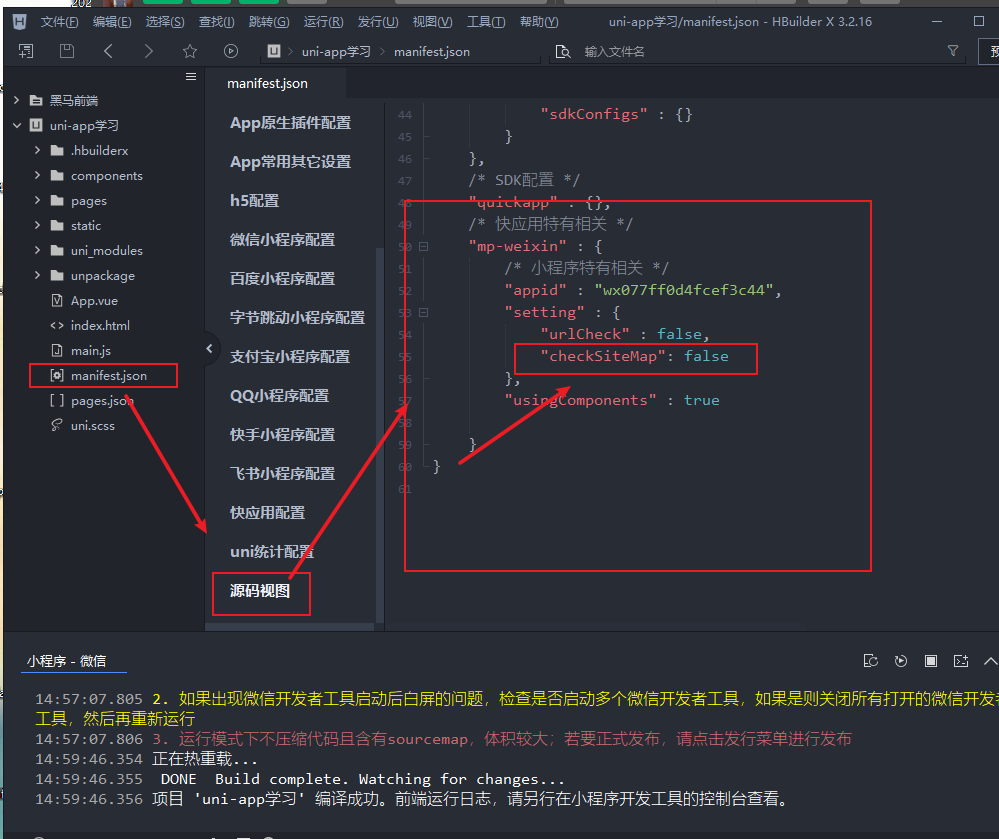 202
文件(F) 编辑(E) 选择(S) 查找(I) 跳转(G) 运行(R) 发行(U) 视图(V) 工具(T) 帮助(Y) uni-app学习/manifest.json - HBuilder X 3.2.16
U uni-app学习 manifest.json 输入文件名 预
manifest.json
黑马前端
uni-app学习
.hbuilderx
components
pages
static
uni_modules
unpackage
App.vue
index.html
main.js
manifest.json
pages.json
uni.scss
App原生插件配置
App常用其它设置
h5配置
微信小程序配置
百度小程序配置
字节跳动小程序配置
支付宝小程序配置
QQ小程序配置
快手小程序配置
飞书小程序配置
快应用配置
uni统计配置
源码视图
44 "sdkConfigs" : {}
45 }
46 },
47 /* SDK配置 */
48 "quickapp" : {},
49 /* 快应用特有相关 */
50 "mp-weixin" : {
51 /* 小程序特有相关 */
52 "appid" : "wx077ff0d4fcef3c44",
53 "setting" : {
54 "urlCheck" : false,
55 "checkSiteMap": false
56 },
57 "usingComponents" : true
58
59 }
60 }
61
小程序 - 微信
14:57:07.805 2. 如果出现微信开发者工具启动后白屏的问题，检查是否启动多个微信开发者工具，如果是则关闭所有打开的微信开发者
工具，然后再重新运行
14:57:07.806 3. 运行模式下不压缩代码且含有sourcemap，体积较大；若要正式发布，请点击发行菜单进行发布
14:59:46.354 正在热重载...
14:59:46.355 DONE Build complete. Watching for changes...
14:59:46.356 项目 'uni-app学习' 编译成功。前端运行日志，请另行在小程序开发工具的控制台查看。